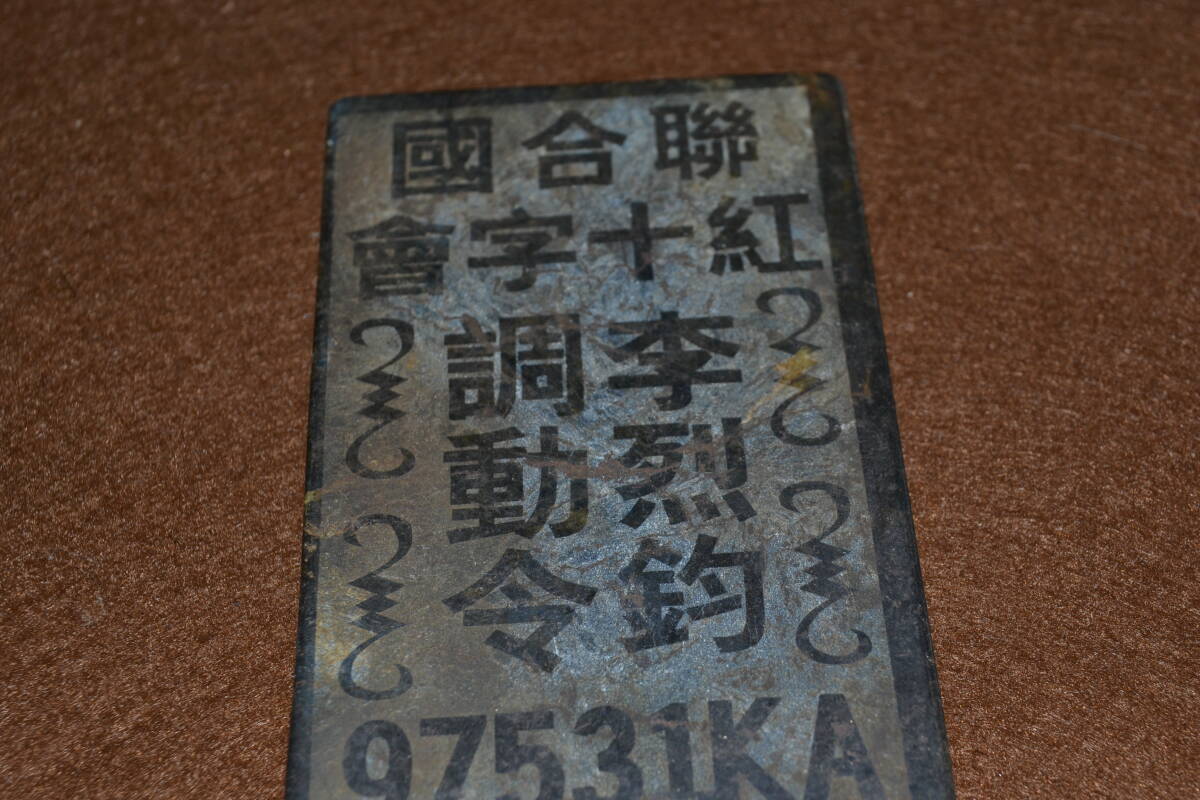 聯合國
紅十字會
李烈鈞
調動令
97531KA